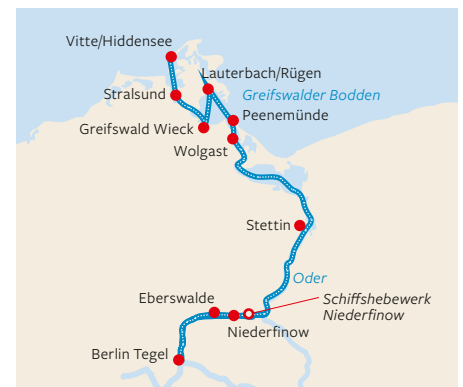 Vitte/Hiddensee
Lauterbach/Rügen
Stralsund
Greifswalder Bodden
Peenemünde
Greifswald Wieck
Wolgast
Stettin
Oder
Eberswalde
Schiffshebewerk
Niederfinow
Niederfinow
Berlin Tegel